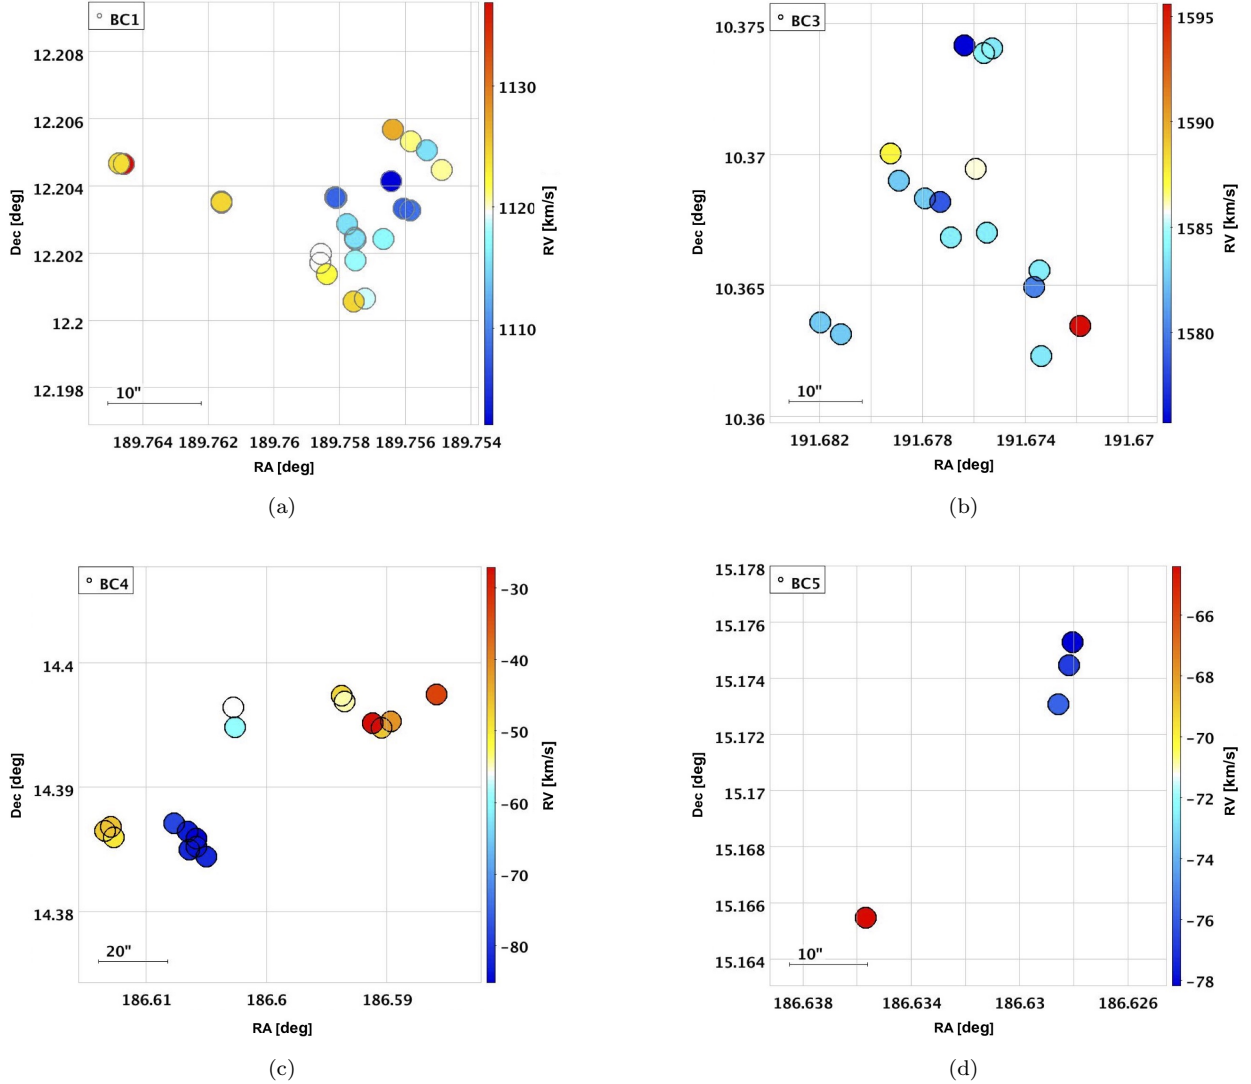 BC1
12.208
12.206
12.204
12.202
12.2
12.198
Dec [deg]
10"
189.764 189.762 189.76 189.758 189.756 189.754
RA [deg]
1130
1120
1110
RV [km/s]
(a)
BC3
10.375
10.37
10.365
10.36
Dec [deg]
10"
191.682 191.678 191.674 191.67
RA [deg]
1595
1590
1585
1580
RV [km/s]
(b)
BC4
14.4
14.39
14.38
Dec [deg]
20"
186.61 186.6 186.59
RA [deg]
−30
−40
−50
−60
−70
−80
RV [km/s]
(c)
BC5
15.178
15.176
15.174
15.172
15.17
15.168
15.166
15.164
Dec [deg]
10"
186.638 186.634 186.63 186.626
RA [deg]
−66
−68
−70
−72
−74
−76
−78
RV [km/s]
(d)